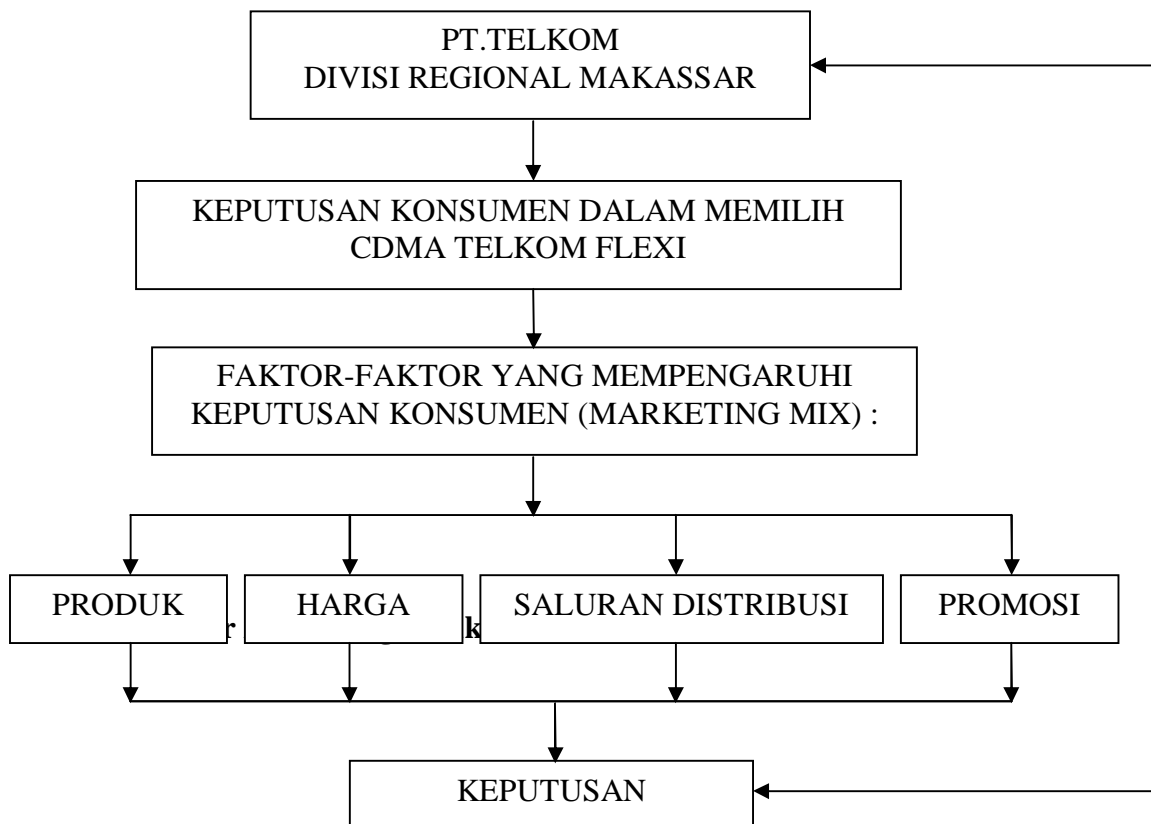 PT.TELKOM
DIVISI REGIONAL MAKASSAR
KEPUTUSAN KONSUMEN DALAM MEMILIH
CDMA TELKOM FLEXI
FAKTOR-FAKTOR YANG MEMPENGARUHI
KEPUTUSAN KONSUMEN (MARKETING MIX) :
PRODUK
HARGA
SALURAN DISTRIBUSI
PROMOSI
KEPUTUSAN